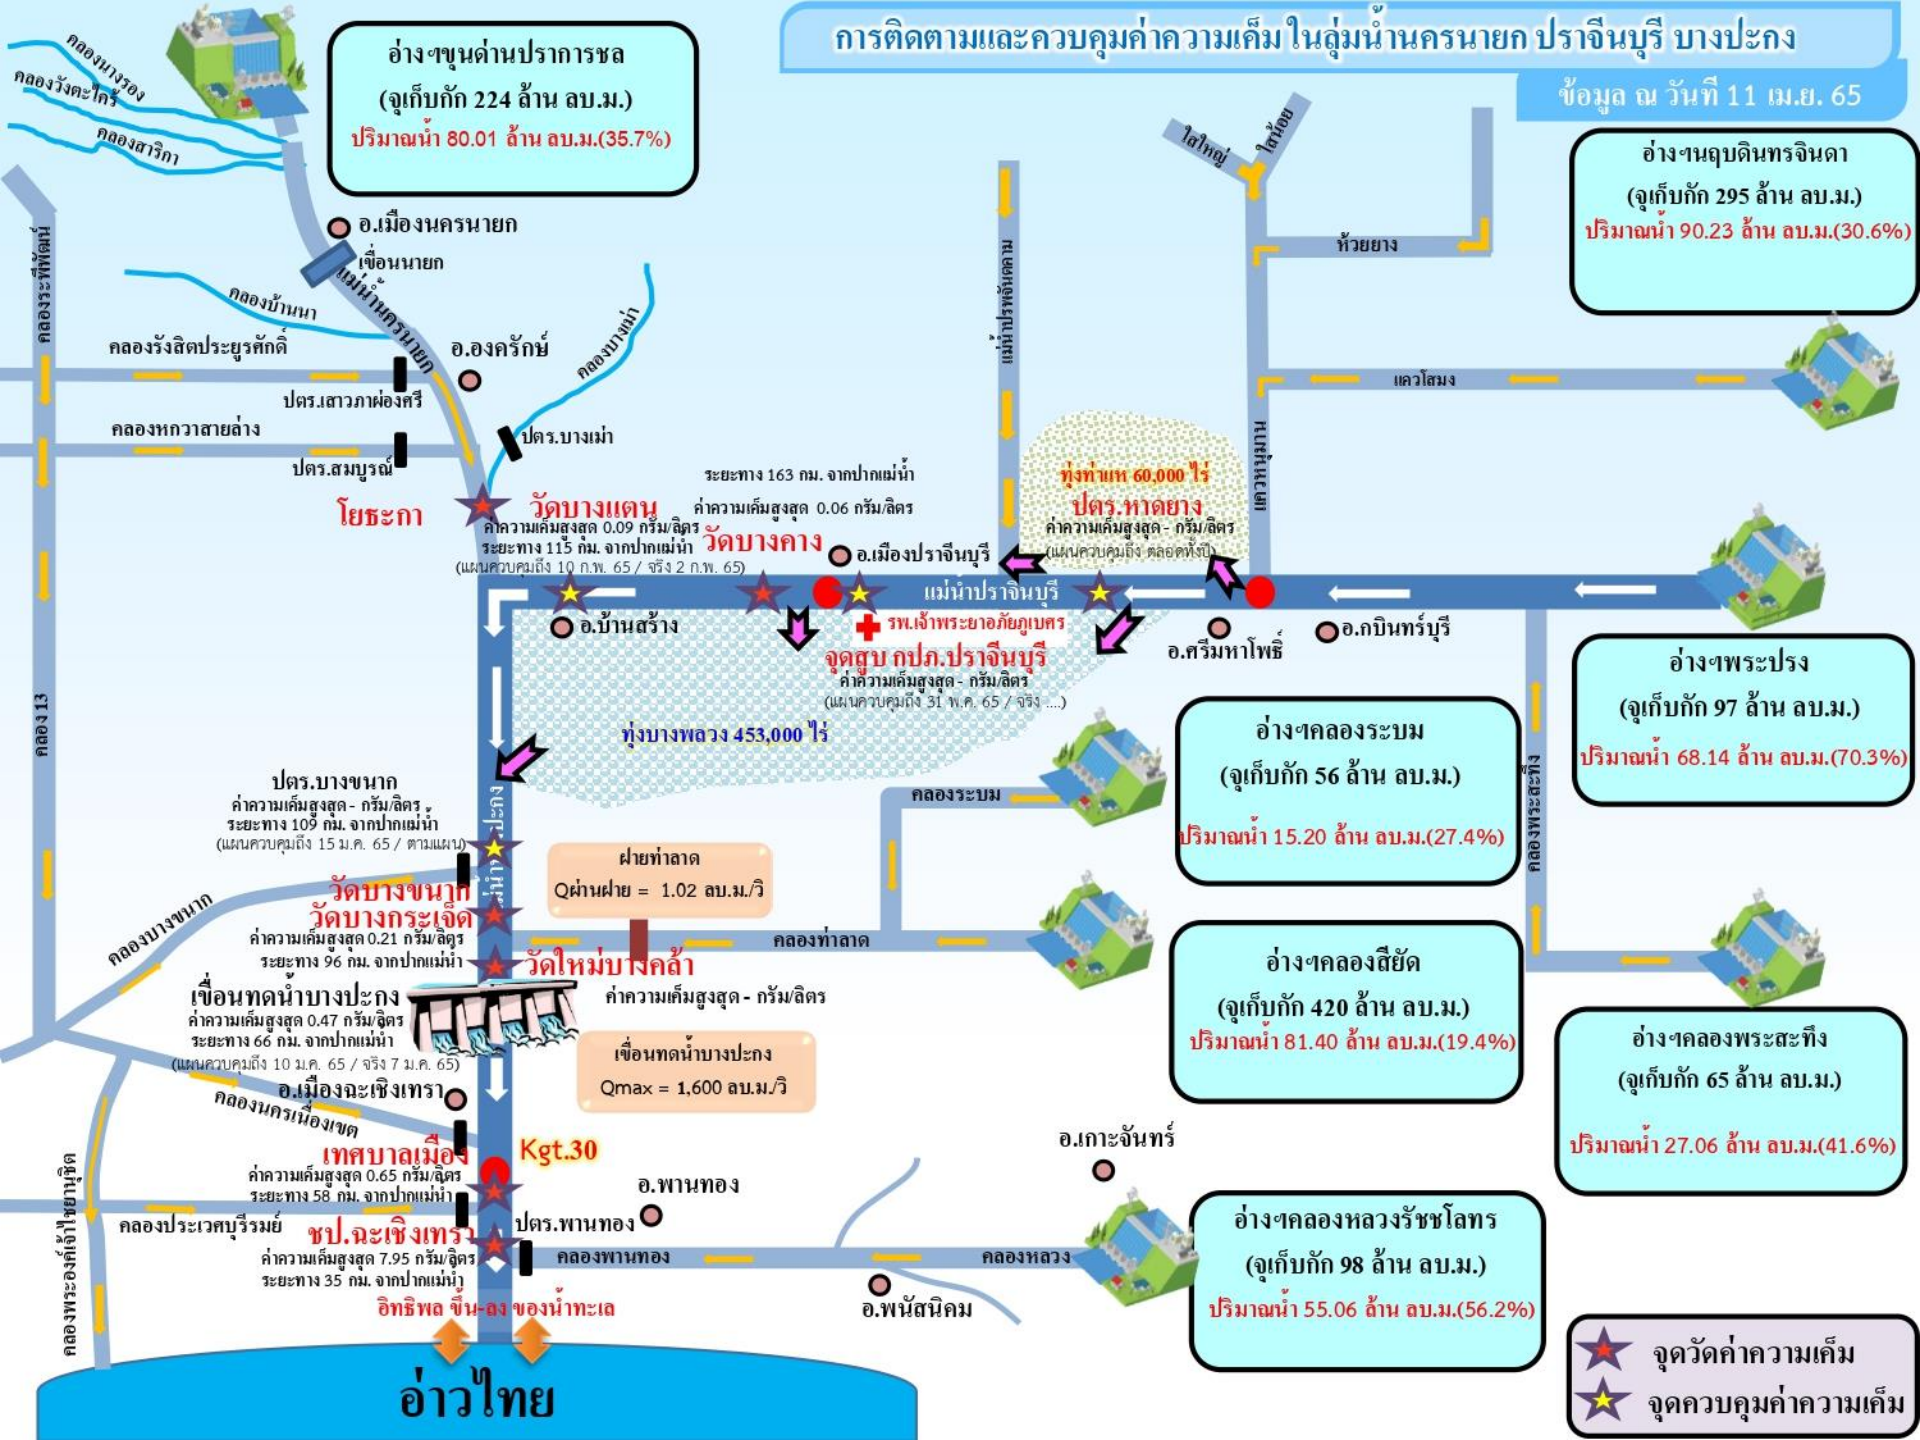 การติดตามและควบคุมค่าความเค็ม ในลุ่มน้ำนครนายก ปราจีนบุรี บางปะกง
ข้อมูล ณ วันที่ 11 เม.ย. 65
อ่างฯขุนด่านปราการชล
(จุเก็บกัก 224 ล้าน ลบ.ม.)
ปริมาณน้ำ 80.01 ล้าน ลบ.ม.(35.7%)
คลองนางรอง
คลองวังตะไคร้
คลองสาริกา
อ.เมืองนครนายก
เขื่อนนายก
แม่น้ำนครนายก
คลองบ้านนา
คลองระพีพัฒน์
คลองรังสิตประยูรศักดิ์
ปตร.เสาวภาผ่องศรี
อ.องครักษ์
คลองบางเม่า
คลองหกวาสายล่าง
ปตร.สมบูรณ์
ปตร.บางเม่า
ใสใหญ่
ใสน้อย
ห้วยยาง
แควโสมง
แควหนุมาน
แม่น้ำประจันตคาม
อ่างฯนฤบดินทรจินดา
(จุเก็บกัก 295 ล้าน ลบ.ม.)
ปริมาณน้ำ 90.23 ล้าน ลบ.ม.(30.6%)
โยธะกา
วัดบางแตน
ค่าความเค็มสูงสุด 0.09 กรัม/ลิตร
ระยะทาง 115 กม. จากปากแม่น้ำ
(แผนควบคุมถึง 10 ก.พ. 65 / จริง 2 ก.พ. 65)
ระยะทาง 163 กม. จากปากแม่น้ำ
ค่าความเค็มสูงสุด 0.06 กรัม/ลิตร
วัดบางคาง
อ.เมืองปราจีนบุรี
ทุ่งท่าแห 60,000 ไร่
ปตร.หาดยาง
ค่าความเค็มสูงสุด - กรัม/ลิตร
(แผนควบคุมถึง ตลอดทั้งปี)
แม่น้ำปราจีนบุรี
อ.บ้านสร้าง
รพ.เจ้าพระยาอภัยภูเบศร
จุดสูบ กปภ.ปราจีนบุรี
ค่าความเค็มสูงสุด - กรัม/ลิตร
(แผนควบคุมถึง 31 พ.ค. 65 / จริง ....)
อ.ศรีมหาโพธิ์
อ.กบินทร์บุรี
ทุ่งบางพลวง 453,000 ไร่
คลอง 13
อ่างฯพระปรง
(จุเก็บกัก 97 ล้าน ลบ.ม.)
ปริมาณน้ำ 68.14 ล้าน ลบ.ม.(70.3%)
อ่างฯคลองระบม
(จุเก็บกัก 56 ล้าน ลบ.ม.)
ปริมาณน้ำ 15.20 ล้าน ลบ.ม.(27.4%)
คลองพระสะทึง
คลองระบม
ปตร.บางขนาก
ค่าความเค็มสูงสุด - กรัม/ลิตร
ระยะทาง 109 กม. จากปากแม่น้ำ
(แผนควบคุมถึง 15 ม.ค. 65 / ตามแผน)
ฝายท่าลาด
Qผ่านฝาย = 1.02 ลบ.ม./วิ
วัดบางขนาก
วัดบางกระเจ็ด
ค่าความเค็มสูงสุด 0.21 กรัม/ลิตร
ระยะทาง 96 กม. จากปากแม่น้ำ
คลองบางขนาก
คลองท่าลาด
วัดใหม่บางคล้า
ค่าความเค็มสูงสุด - กรัม/ลิตร
อ่างฯคลองสียัด
(จุเก็บกัก 420 ล้าน ลบ.ม.)
ปริมาณน้ำ 81.40 ล้าน ลบ.ม.(19.4%)
เขื่อนทดน้ำบางปะกง
ค่าความเค็มสูงสุด 0.47 กรัม/ลิตร
ระยะทาง 66 กม. จากปากแม่น้ำ
(แผนควบคุมถึง 10 ม.ค. 65 / จริง 7 ม.ค. 65)
เขื่อนทดน้ำบางปะกง
Qmax = 1,600 ลบ.ม./วิ
อ่างฯคลองพระสะทึง
(จุเก็บกัก 65 ล้าน ลบ.ม.)
ปริมาณน้ำ 27.06 ล้าน ลบ.ม.(41.6%)
อ.เมืองฉะเชิงเทรา
คลองนครเนื่องเขต
เทศบาลเมือง
Kgt.30
ค่าความเค็มสูงสุด 0.65 กรัม/ลิตร
ระยะทาง 58 กม. จากปากแม่น้ำ
อ.พานทอง
อ.เกาะจันทร์
คลองประเวศบุรีรมย์
ชป.ฉะเชิงเทรา
ค่าความเค็มสูงสุด 7.95 กรัม/ลิตร
ระยะทาง 35 กม. จากปากแม่น้ำ
ปตร.พานทอง
คลองพานทอง
คลองหลวง
อ.พนัสนิคม
คลองพระองค์เจ้าไชยานุชิต
อ่างฯคลองหลวงรัชชโลทร
(จุเก็บกัก 98 ล้าน ลบ.ม.)
ปริมาณน้ำ 55.06 ล้าน ลบ.ม.(56.2%)
อิทธิพล ขึ้น-ลง ของน้ำทะเล
อ่าวไทย
จุดวัดค่าความเค็ม
จุดควบคุมค่าความเค็ม